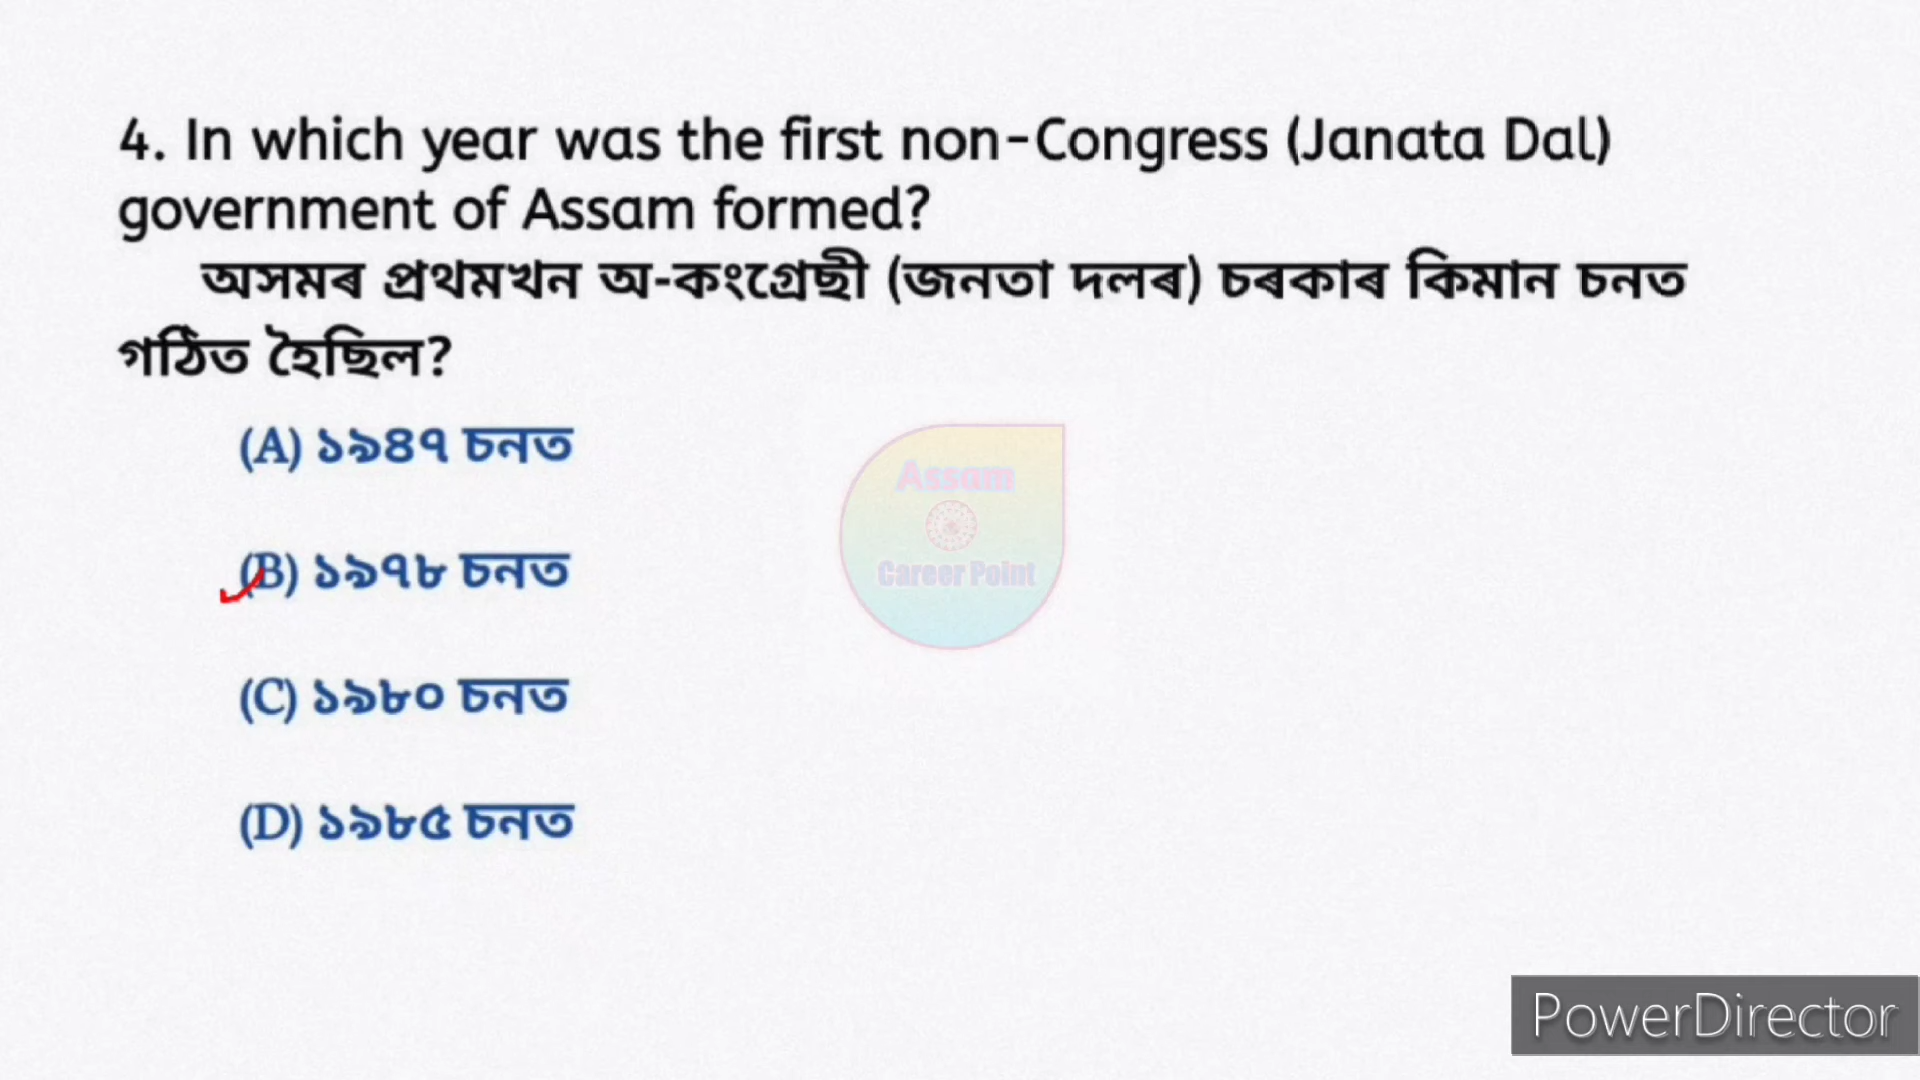 4. In which year was the first non-Congress (Janata Dal)
government of Assam formed?
অসমৰ প্ৰথমখন অ-কংগ্ৰেছী (জনতা দলৰ) চৰকাৰ কিমান চনত
গঠিত হৈছিল?
(A) ১৯৪৭ চনত
Assam
(B) ১৯৭৮ চনত
Career Point
(C) ১৯৮০ চনত
(D) ১৯৮৫ চনত
PowerDirector